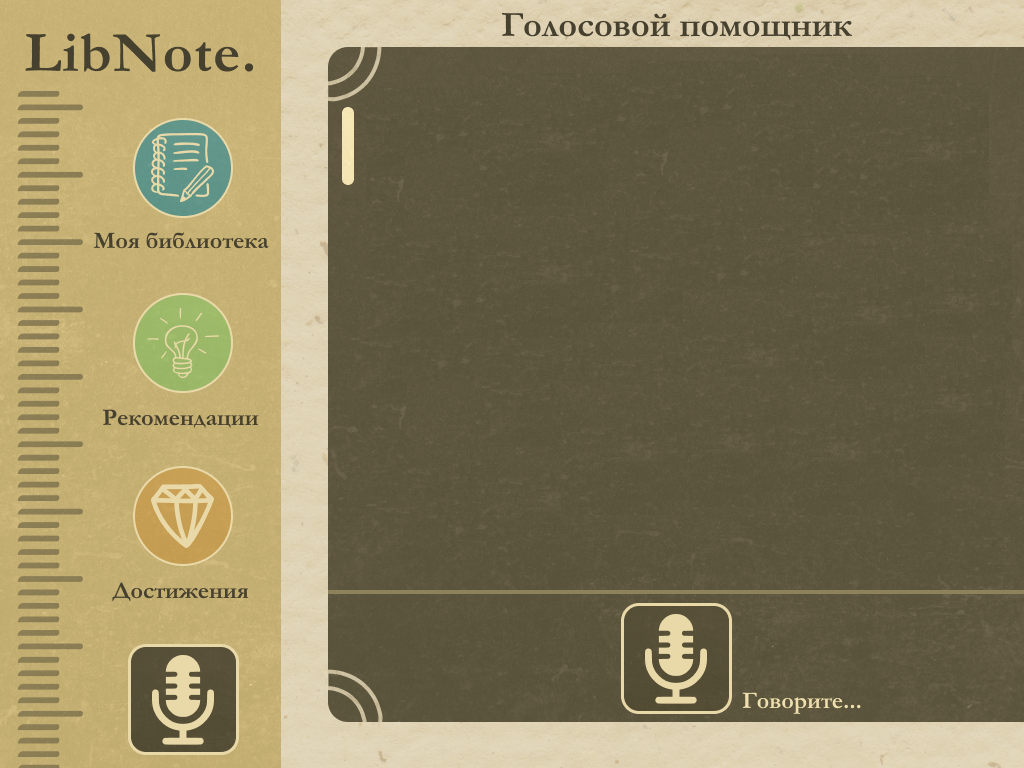 LibNote.
Моя библиотека
Рекомендации
Достижения
Голосовой помощник
Говорите...